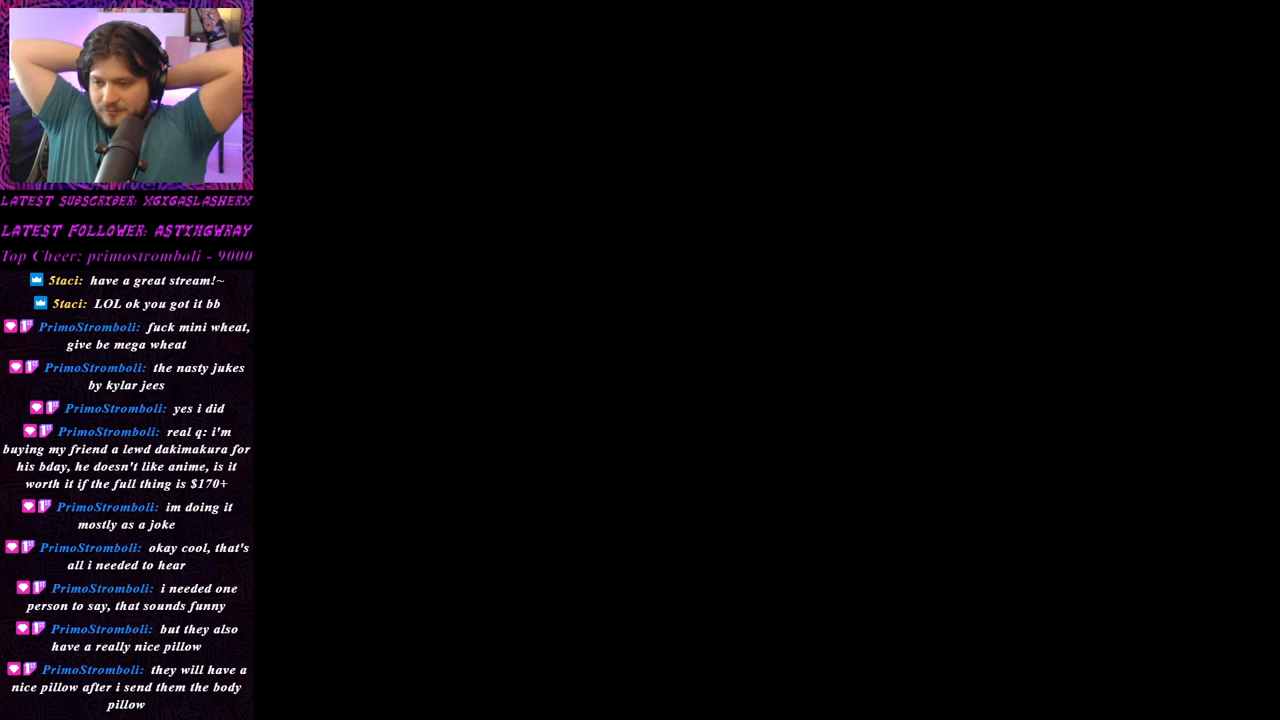 LATEST SUBSCRIBER: XGIGASLASHERX
LATEST FOLLOWER: ASTINGWRAY
Top Cheer: primostromboli - 9000
5taci: have a great stream!~
5taci: LOL ok you got it bb
PrimoStromboli: fuck mini wheat,
give be mega wheat
PrimoStromboli: the nasty jukes
by kylar jees
PrimoStromboli: yes i did
PrimoStromboli: real q: i'm
buying my friend a lewd dakimakura for
his bday, he doesn't like anime, is it
worth it if the full thing is $170+
PrimoStromboli: im doing it
mostly as a joke
PrimoStromboli: okay cool, that's
all i needed to hear
PrimoStromboli: i needed one
person to say, that sounds funny
PrimoStromboli: but they also
have a really nice pillow
PrimoStromboli: they will have a
nice pillow after i send them the body
pillow